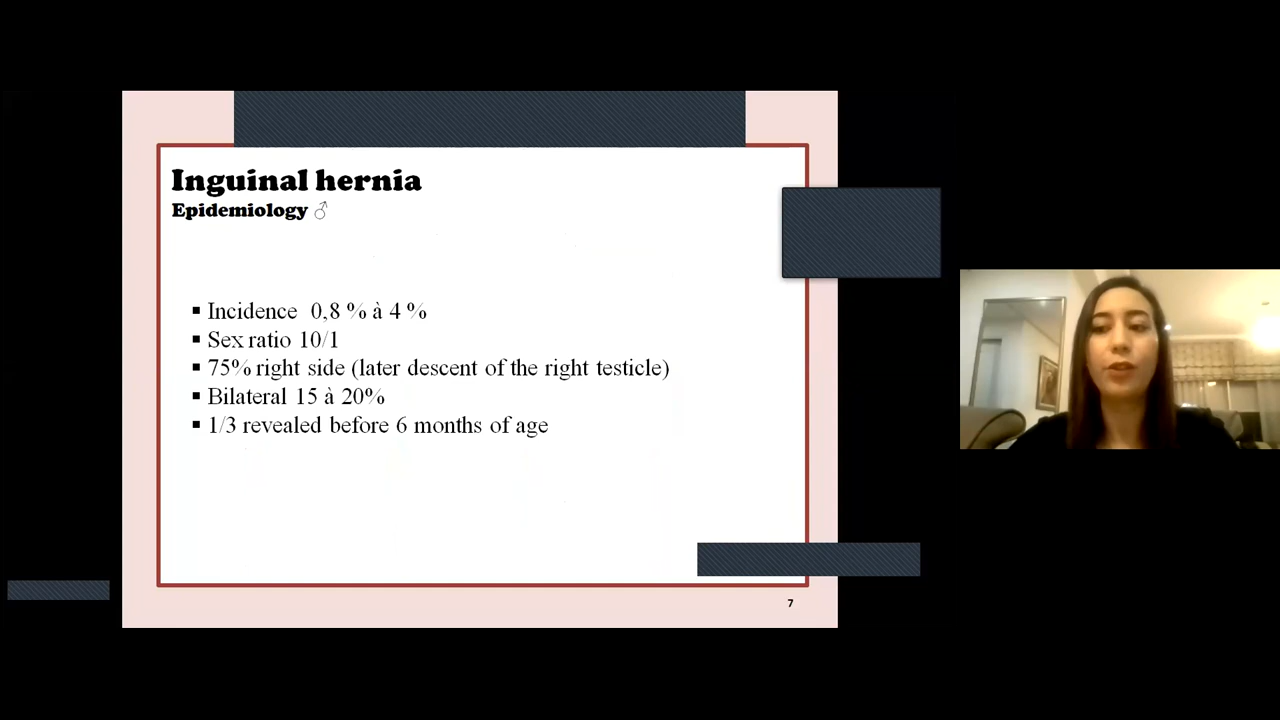 Inguinal hernia
Epidemiology ♂
▪ Incidence 0,8 % à 4 %
▪ Sex ratio 10/1
▪ 75% right side (later descent of the right testicle)
▪ Bilateral 15 à 20%
▪ 1/3 revealed before 6 months of age
7